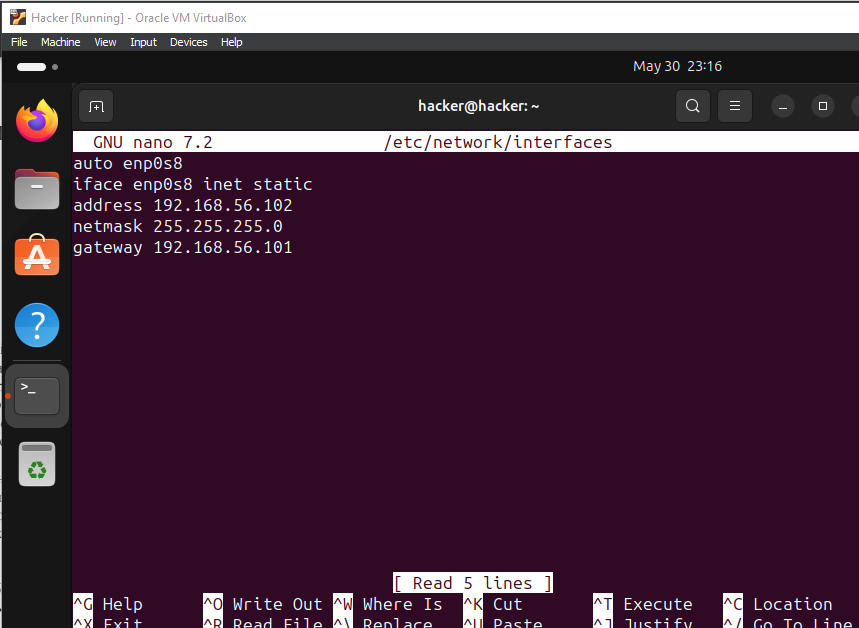 Hacker [Running] - Oracle VM VirtualBox
File Machine View Input Devices Help
May 30 23:16
hacker@hacker: ~
GNU nano 7.2 /etc/network/interfaces
auto enp0s8
iface enp0s8 inet static
address 192.168.56.102
netmask 255.255.255.0
gateway 192.168.56.101
>_
[ Read 5 lines ]
^G Help ^O Write Out ^W Where Is ^K Cut ^T Execute ^C Location
^X Exit ^R Read File ^\ Replace ^U Paste ^J Justify ^/ Go To Line